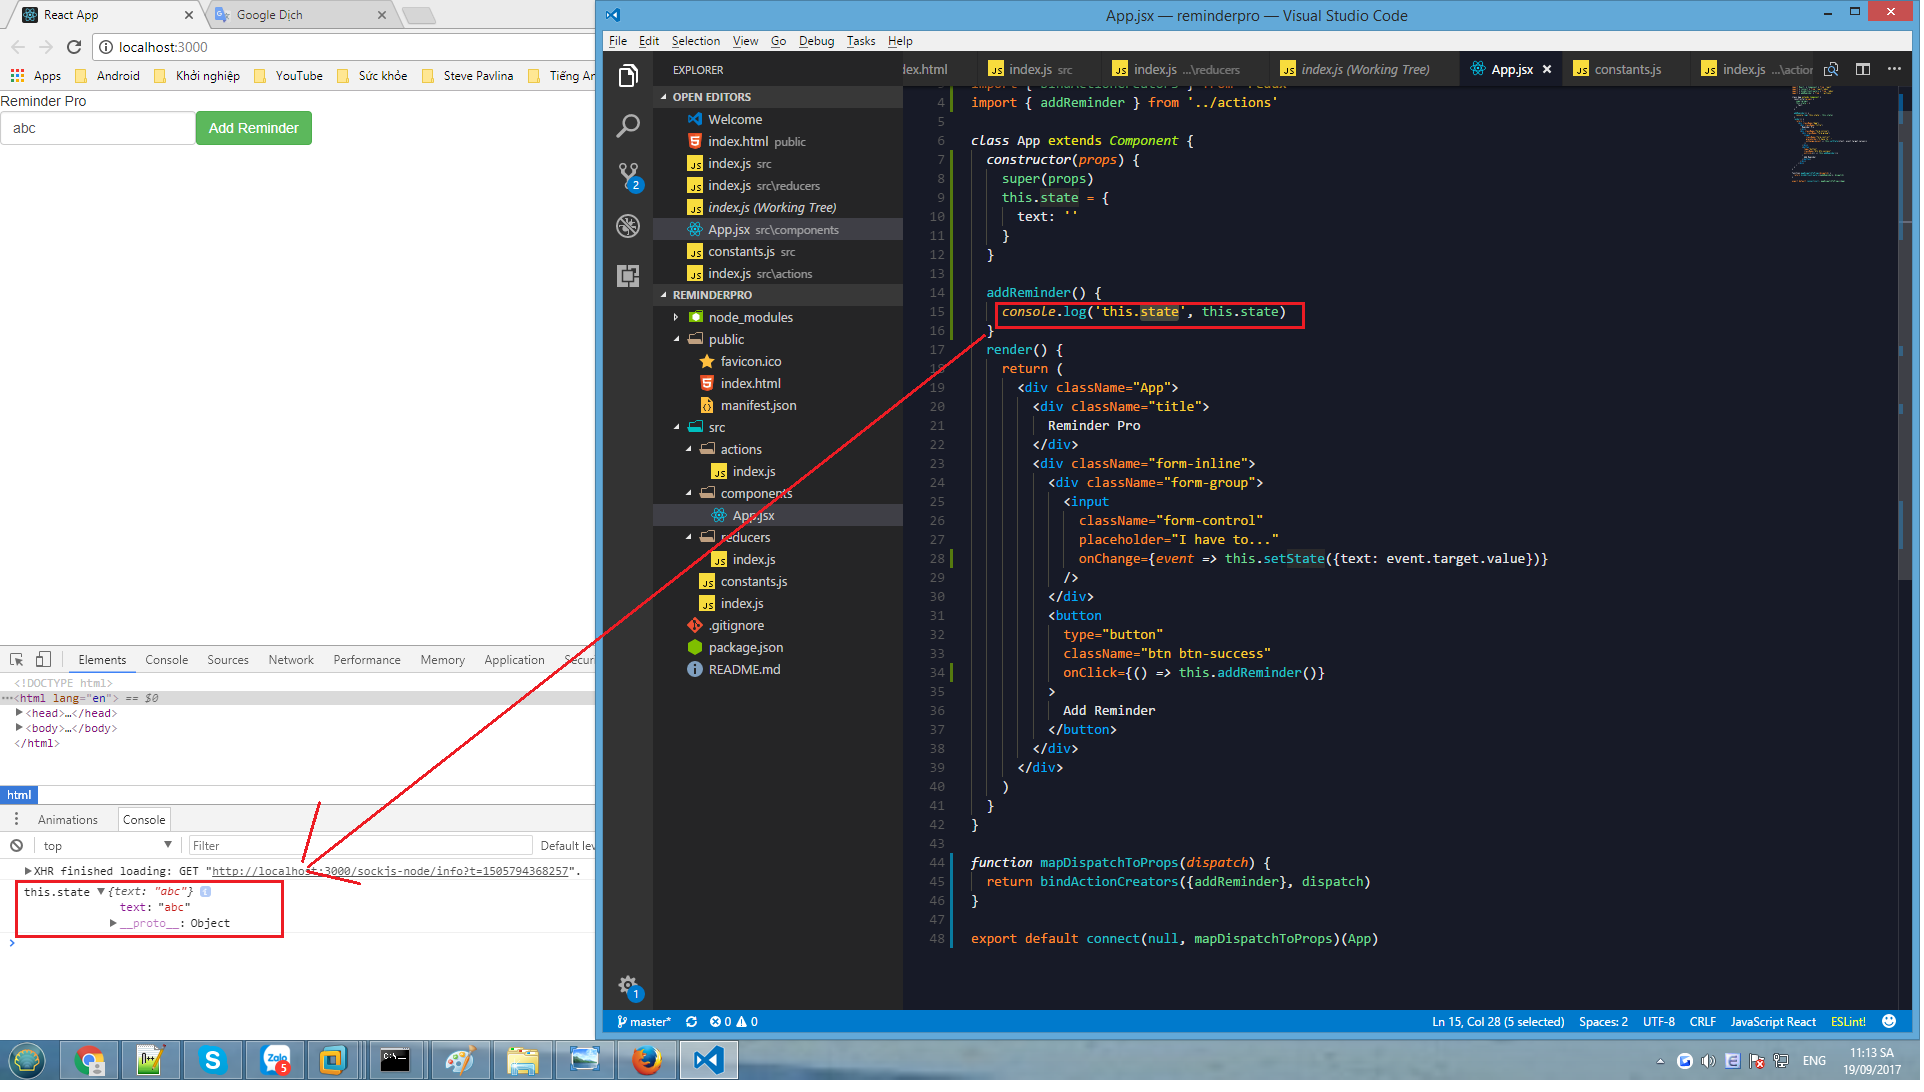 React App
Google Dịch
localhost:3000
Apps
Android
Khởi nghiệp
YouTube
Sức khỏe
Steve Pavlina
Tiếng An
Reminder Pro
abc
Add Reminder
Elements
Console
Sources
Network
Performance
Memory
Application
Secur
<!DOCTYPE html>
<html lang="en"> == $0
<head>…</head>
<body>…</body>
</html>
html
Animations
Console
top
Filter
Default lev
XHR finished loading: GET "http://localhost:3000/sockjs-node/info?t=1505794368257".
this.state {text: "abc"}
text: "abc"
__proto__: Object
App.jsx — reminderpro — Visual Studio Code
File Edit Selection View Go Debug Tasks Help
EXPLORER
OPEN EDITORS
Welcome
index.html public
index.js src
index.js src\reducers
index.js (Working Tree)
App.jsx src\components
constants.js src
index.js src\actions
REMINDERPRO
node_modules
public
favicon.ico
index.html
manifest.json
src
actions
index.js
components
App.jsx
reducers
index.js
constants.js
index.js
.gitignore
package.json
README.md
2
1
dex.html
index.js src
index.js ...\reducers
index.js (Working Tree)
App.jsx
constants.js
index.js ...\action
4 import { addReminder } from '../actions'
5
6 class App extends Component {
7 constructor(props) {
8 super(props)
9 this.state = {
10 text: ''
11 }
12 }
13
14 addReminder() {
15 console.log('this.state', this.state)
16 }
17 render() {
18 return (
19 <div className="App">
20 <div className="title">
21 Reminder Pro
22 </div>
23 <div className="form-inline">
24 <div className="form-group">
25 <input
26 className="form-control"
27 placeholder="I have to..."
28 onChange={event => this.setState({text: event.target.value})}
29 />
30 </div>
31 <button
32 type="button"
33 className="btn btn-success"
34 onClick={() => this.addReminder()}
35 >
36 Add Reminder
37 </button>
38 </div>
39 </div>
40 )
41 }
42 }
43
44 function mapDispatchToProps(dispatch) {
45 return bindActionCreators({addReminder}, dispatch)
46 }
47
48 export default connect(null, mapDispatchToProps)(App)
master*
0
0
Ln 15, Col 28 (5 selected)
Spaces: 2
UTF-8
CRLF
JavaScript React
ESLint!
Zalo
5
ENG
11:13 SA
19/09/2017